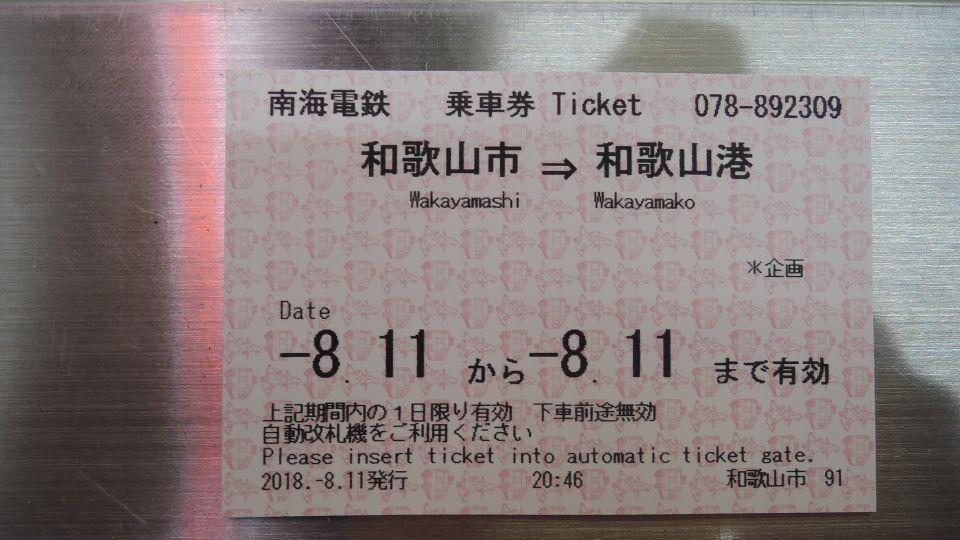 南海電鉄 乗車券 Ticket 078-892309
和歌山市 ⇒ 和歌山港
Wakayamashi Wakayamako
*企画
Date
-8.11から-8.11まで有効
上記期間内の1日限り有効 下車前途無効
自動改札機をご利用ください
Please insert ticket into automatic ticket gate.
2018.-8.11発行 20:46 和歌山市 91